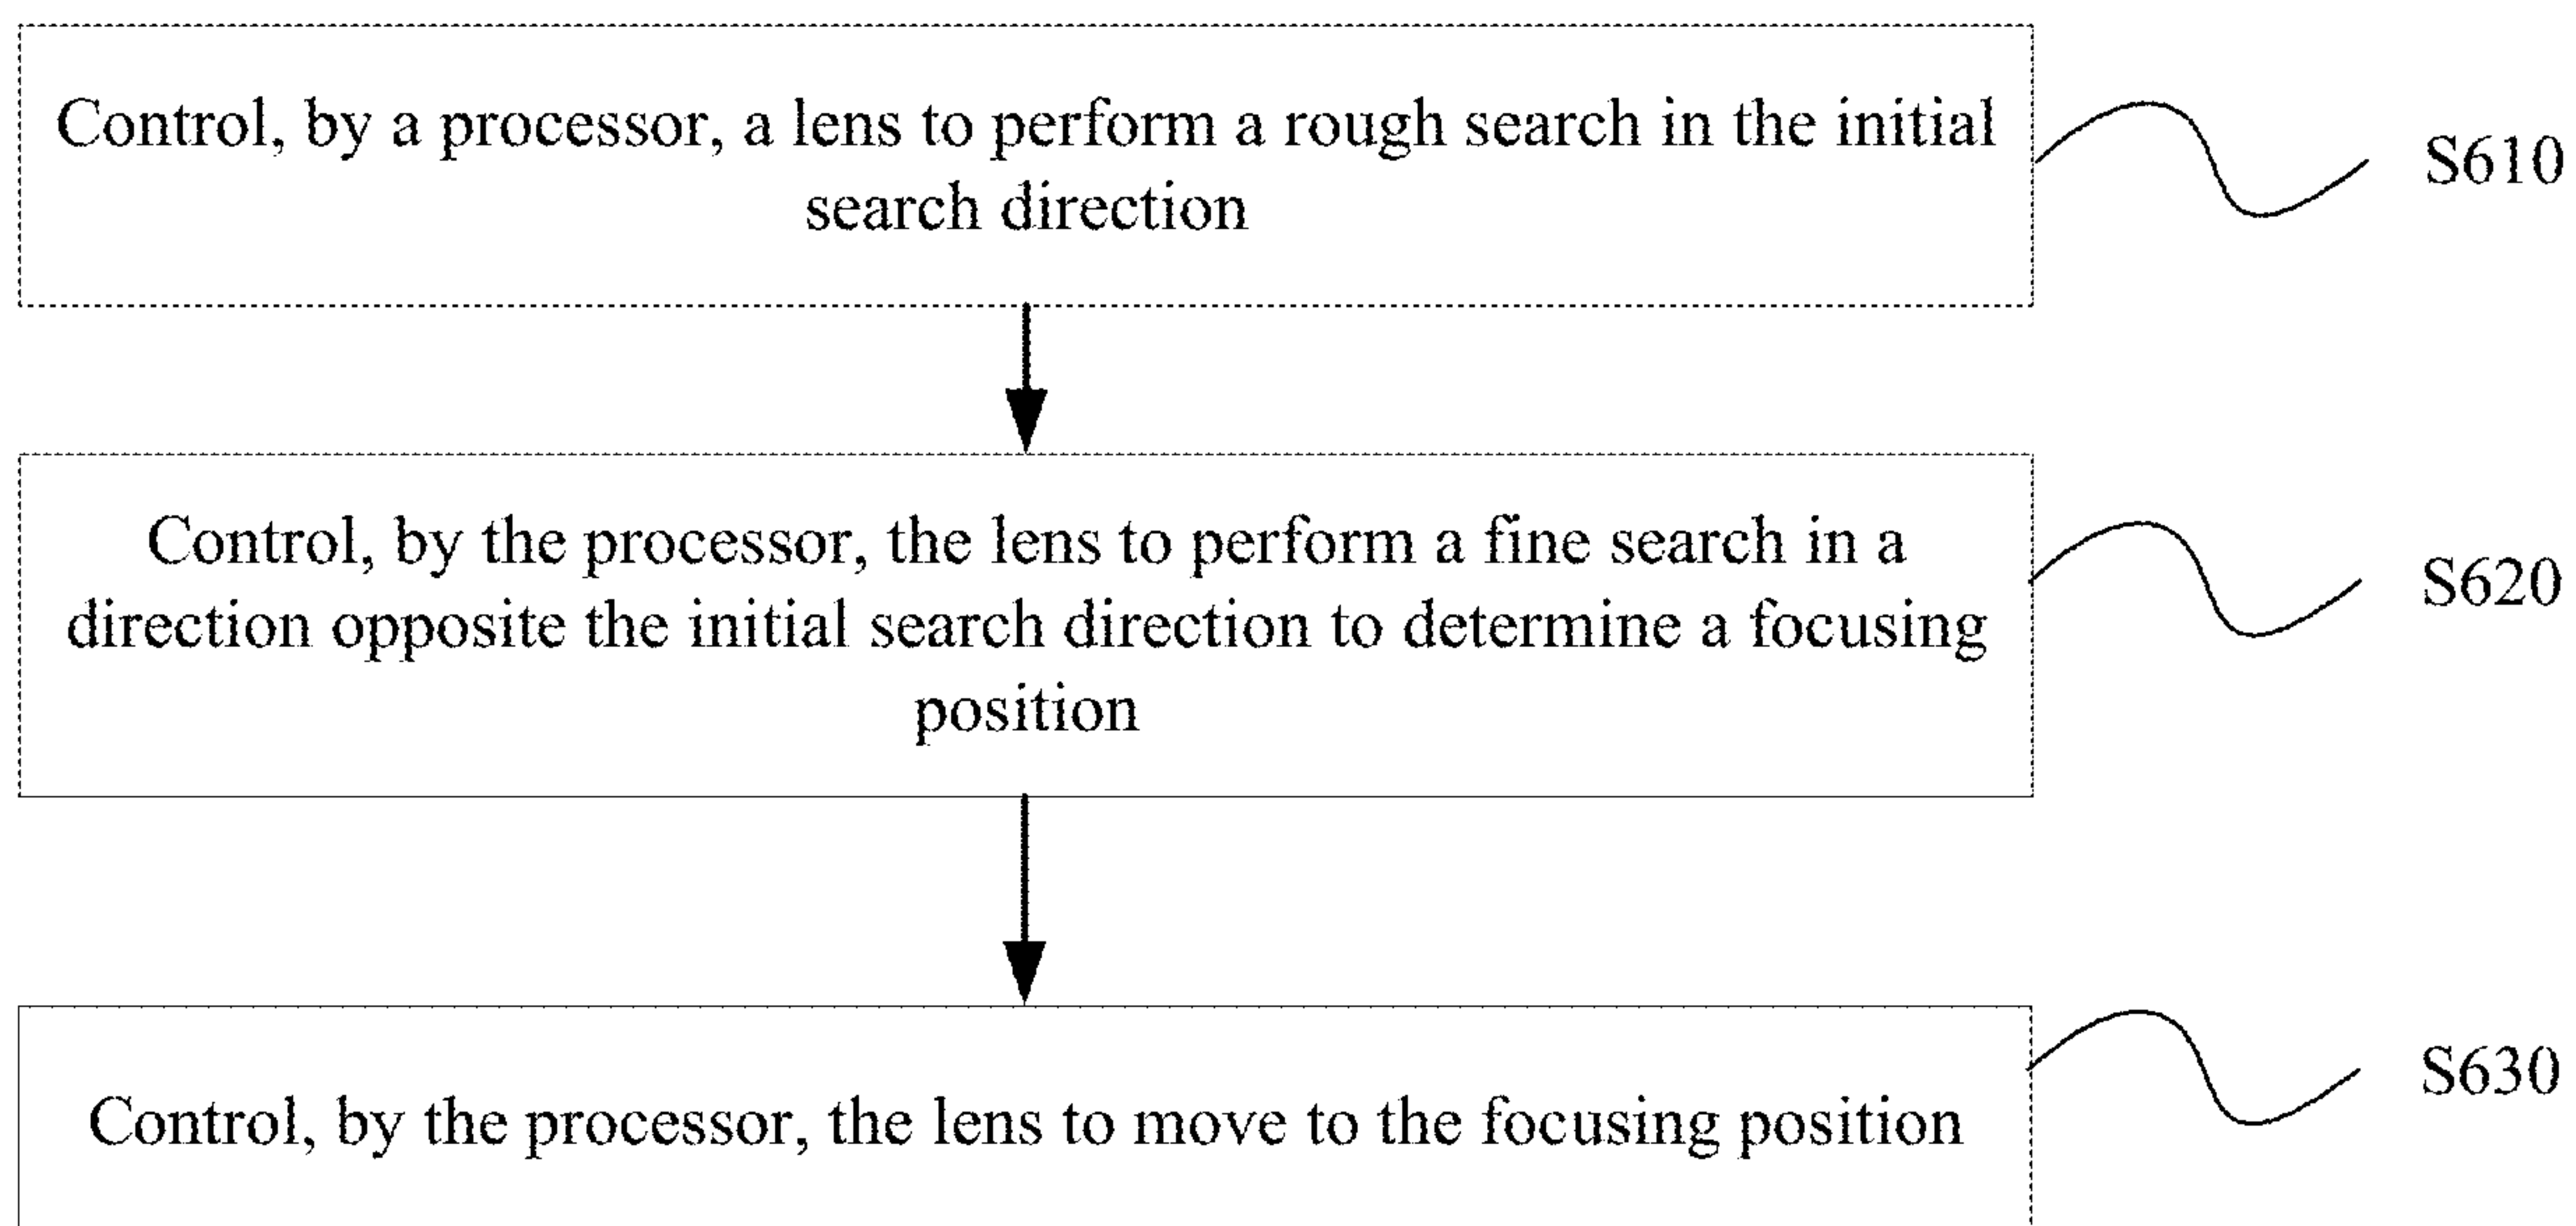 Control, by a processor, a lens to perform a rough search in the initial
search direction
S610
Control, by the processor, the lens to perform a fine search in a
direction opposite the initial search direction to determine a focusing
position
S620
Control, by the processor, the lens to move to the focusing position
S630